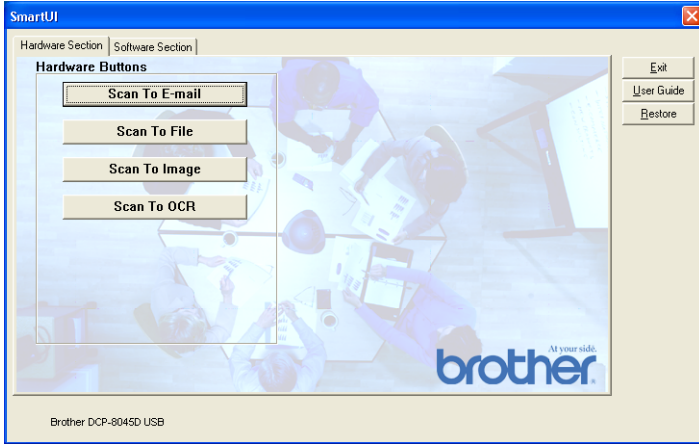 SmartUI
Hardware Section
Software Section
Hardware Buttons
Scan To E-mail
Scan To File
Scan To Image
Scan To OCR
Exit
User Guide
Restore
At your side.
brother
Brother DCP-8045D USB